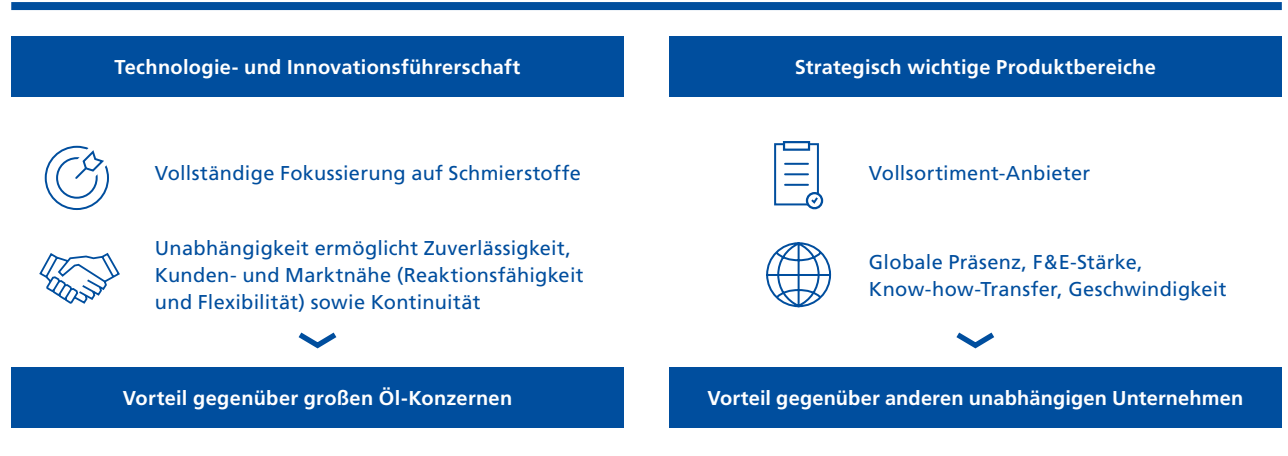 Technologie- und Innovationsführerschaft
Vollständige Fokussierung auf Schmierstoffe
Unabhängigkeit ermöglicht Zuverlässigkeit,
Kunden- und Marktnähe (Reaktionsfähigkeit
und Flexibilität) sowie Kontinuität
Vorteil gegenüber großen Öl-Konzernen
Strategisch wichtige Produktbereiche
Vollsortiment-Anbieter
Globale Präsenz, F&E-Stärke,
Know-how-Transfer, Geschwindigkeit
Vorteil gegenüber anderen unabhängigen Unternehmen